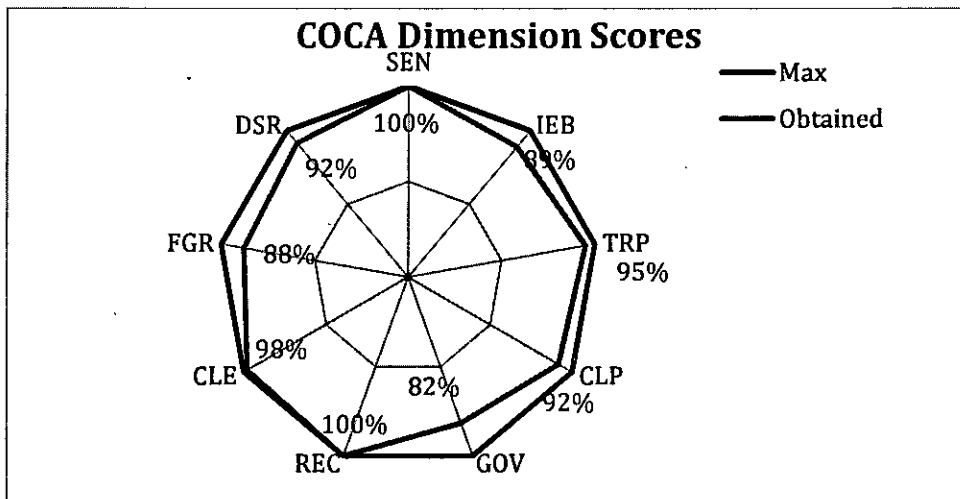 COCA Dimension Scores
SEN
Max
Obtained
DSR
IEB
100%
92%
89%
FGR
88%
TRP
95%
98%
CLE
CLP
92%
82%
100%
REC
GOV